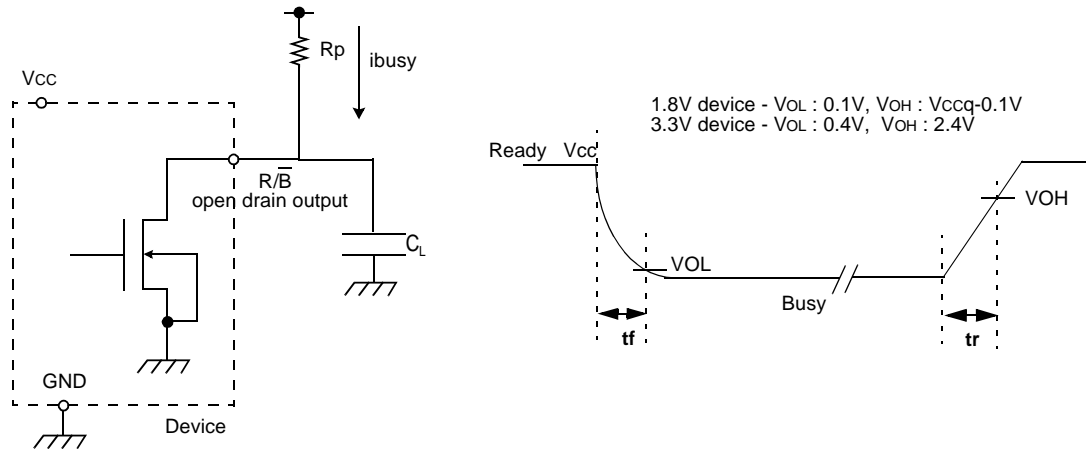 Rp
ibusy
VCC
R/B̅
open drain output
CL
GND
Device
1.8V device - VOL : 0.1V, VOH : VCCq-0.1V
3.3V device - VOL : 0.4V, VOH : 2.4V
Ready Vcc
VOH
VOL
Busy
tf
tr